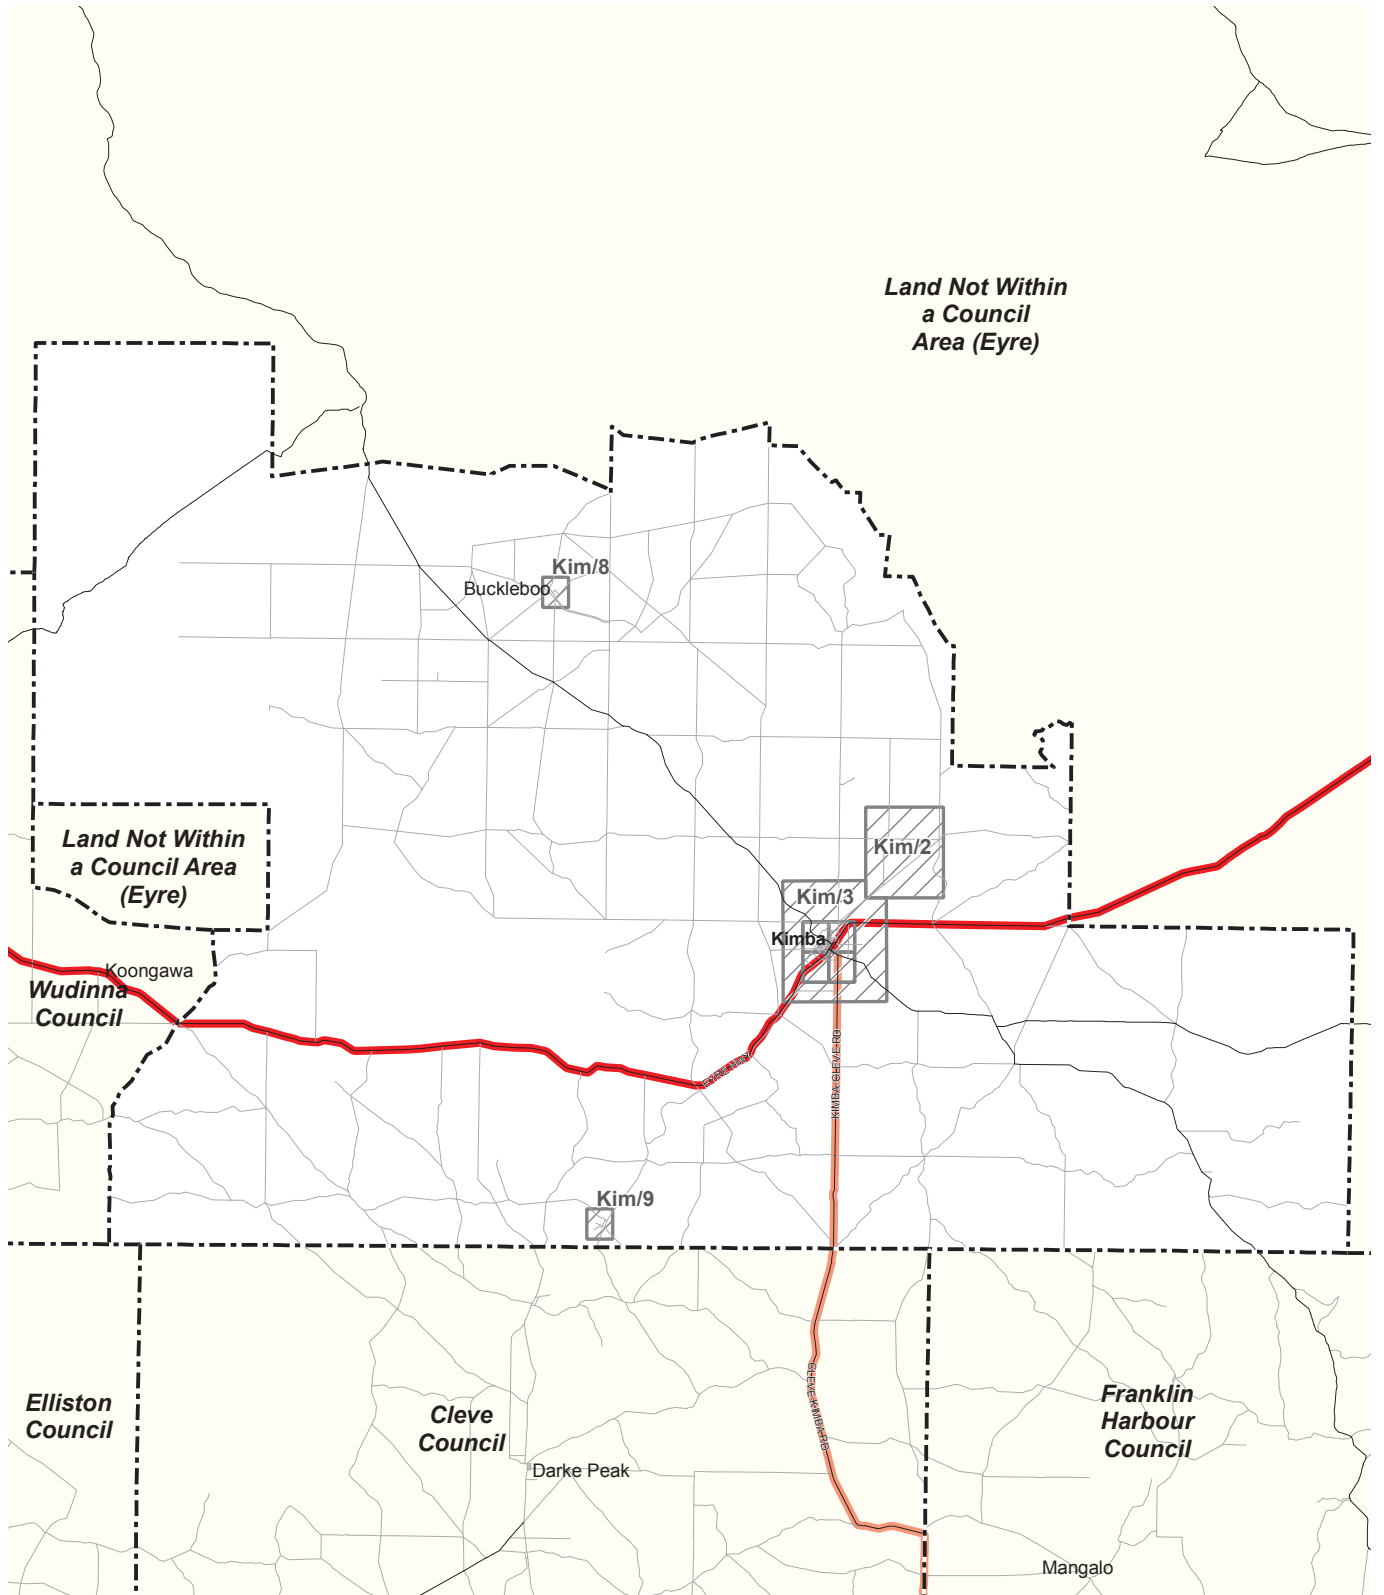 Land Not Within
a Council
Area (Eyre)
Kim/8
Buckleboo
Land Not Within
a Council Area
(Eyre)
Kim/2
Kim/3
Kimba
Koongawa
Wudinna
Council
EYRE HWY
KIMBA CLEVE RD
Kim/9
CLEVE KIMBA RD
Elliston
Council
Cleve
Council
Franklin
Harbour
Council
Darke Peak
Mangalo